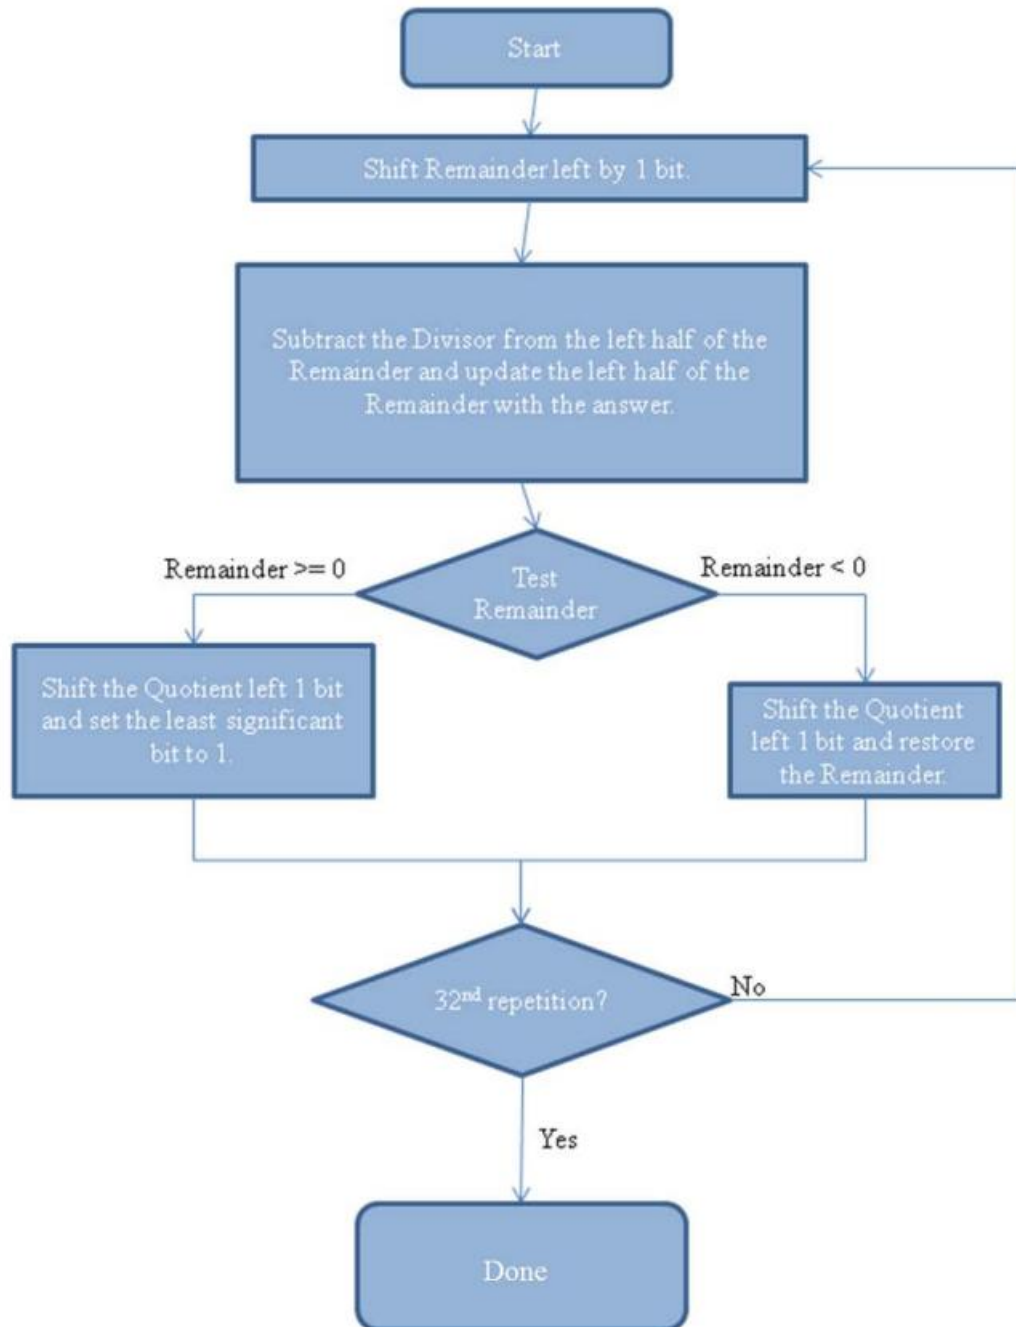 Start
Shift Remainder left by 1 bit.
Subtract the Divisor from the left half of the
Remainder and update the left half of the
Remainder with the answer.
Test
Remainder
Remainder >= 0
Remainder < 0
Shift the Quotient left 1 bit
and set the least significant
bit to 1.
Shift the Quotient
left 1 bit and restore
the Remainder.
32nd repetition?
No
Yes
Done